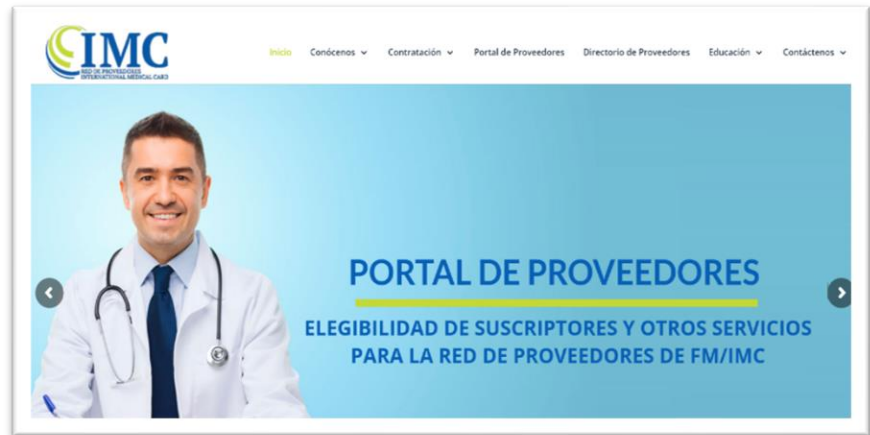 IMC
RED DE PROVEEDORES
INTERNATIONAL MEDICAL CARD
Inicio
Conócenos
Contratación
Portal de Proveedores
Directorio de Proveedores
Educación
Contáctenos
PORTAL DE PROVEEDORES
ELEGIBILIDAD DE SUSCRIPTORES Y OTROS SERVICIOS
PARA LA RED DE PROVEEDORES DE FM/IMC